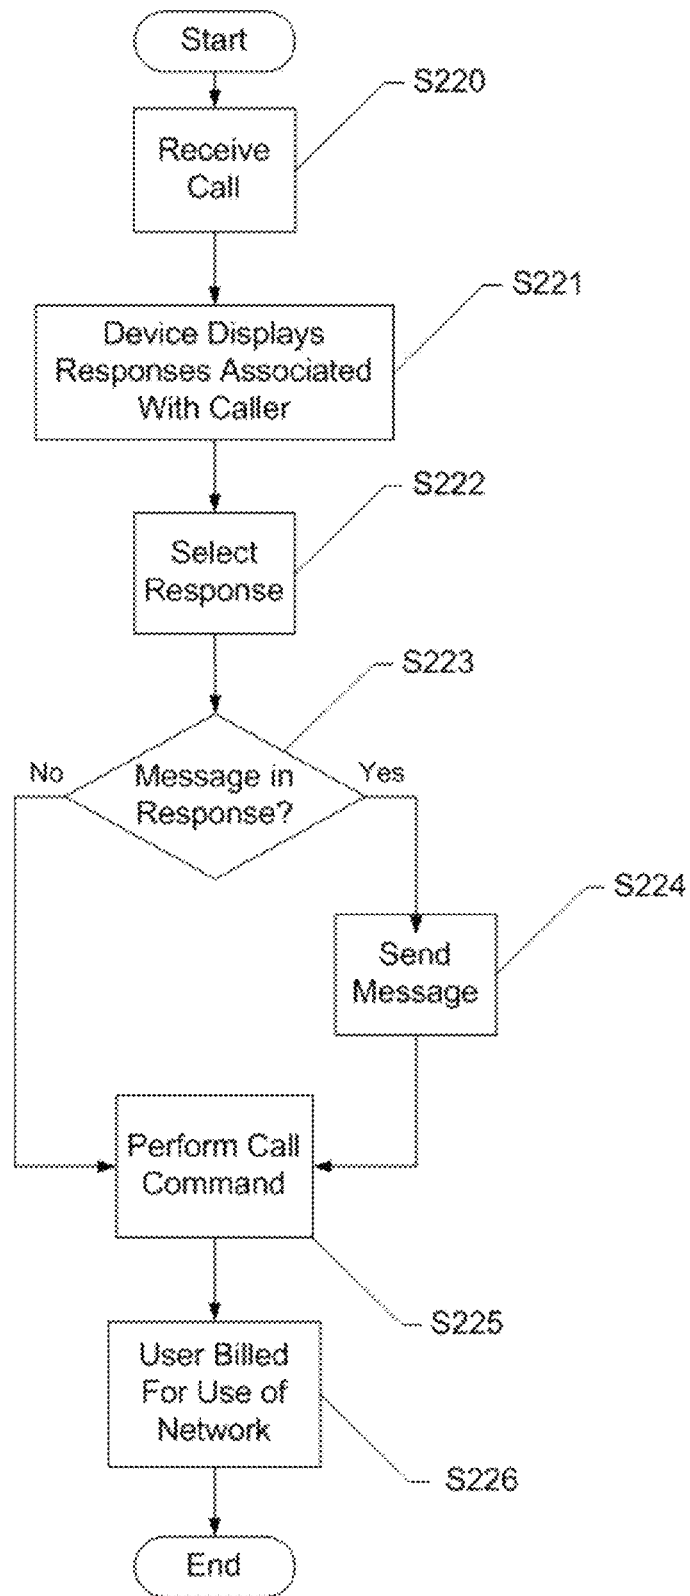 Start
S220
Receive
Call
S221
Device Displays
Responses Associated
With Caller
S222
Select
Response
S223
No
Message in
Response?
Yes
S224
Send
Message
Perform Call
Command
S225
User Billed
For Use of
Network
S226
End